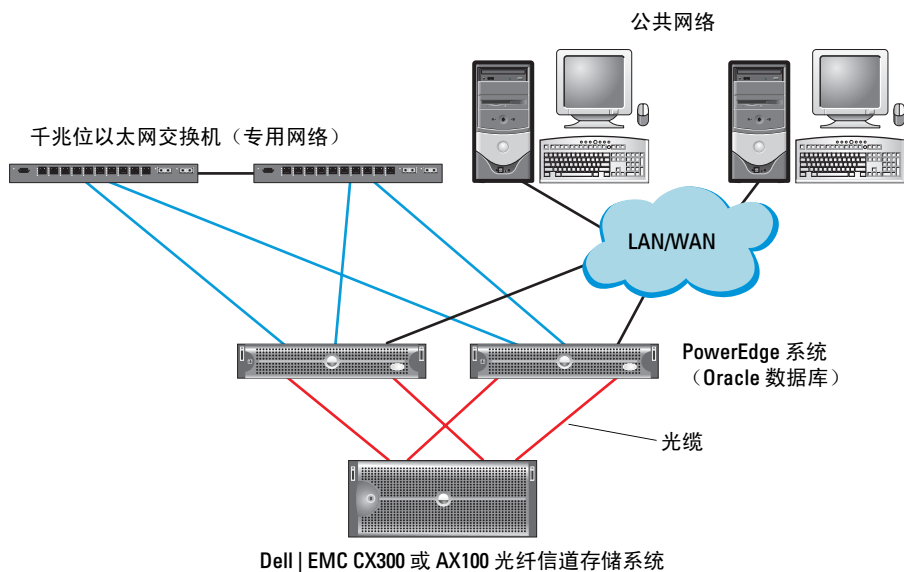 公共网络
千兆位以太网交换机（专用网络）
LAN/WAN
PowerEdge 系统
（Oracle 数据库）
光缆
Dell | EMC CX300 或 AX100 光纤信道存储系统